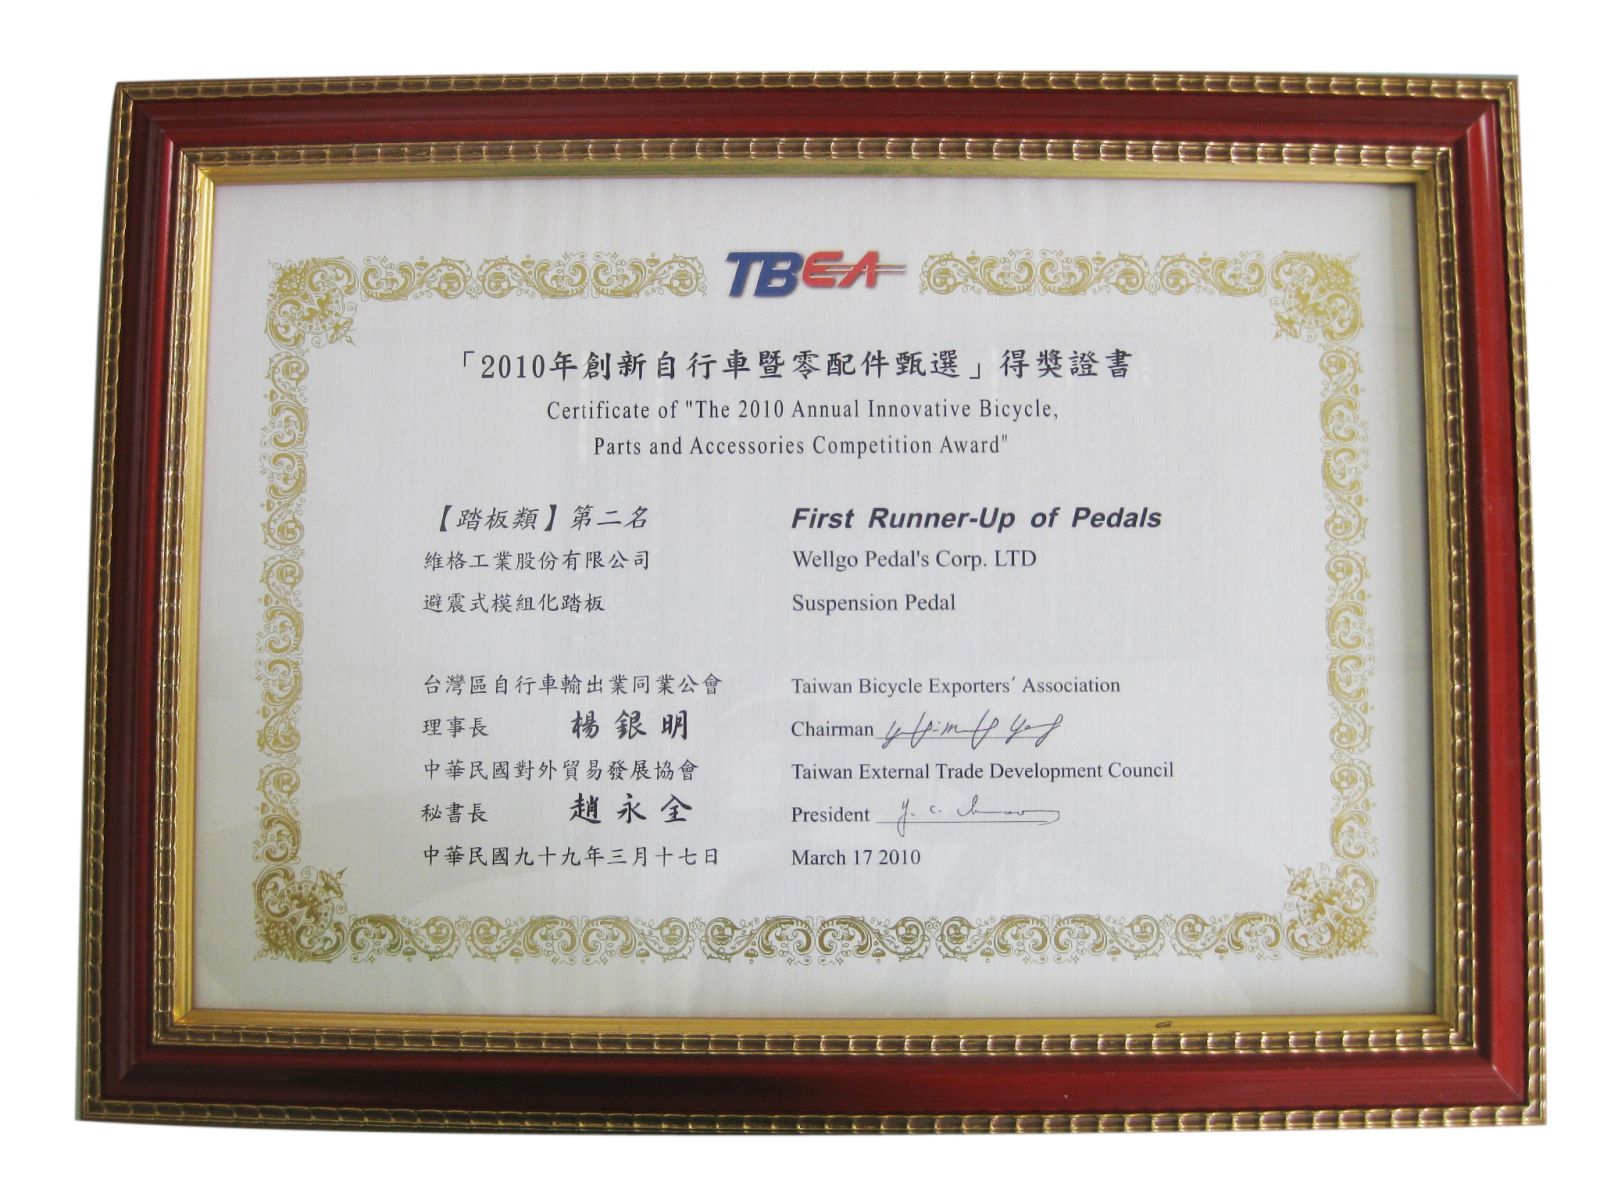 TBEA
「2010年創新自行車暨零配件甄選」得獎證書
Certificate of "The 2010 Annual Innovative Bicycle,
Parts and Accessories Competition Award"
【踏板類】第二名 First Runner-Up of Pedals
維格工業股份有限公司 Wellgo Pedal's Corp. LTD
避震式模組化踏板 Suspension Pedal
台灣區自行車輸出業同業公會 Taiwan Bicycle Exporters´ Association
理事長 楊銀明 Chairman
中華民國對外貿易發展協會 Taiwan External Trade Development Council
秘書長 趙永全 President
中華民國九十九年三月十七日 March 17 2010